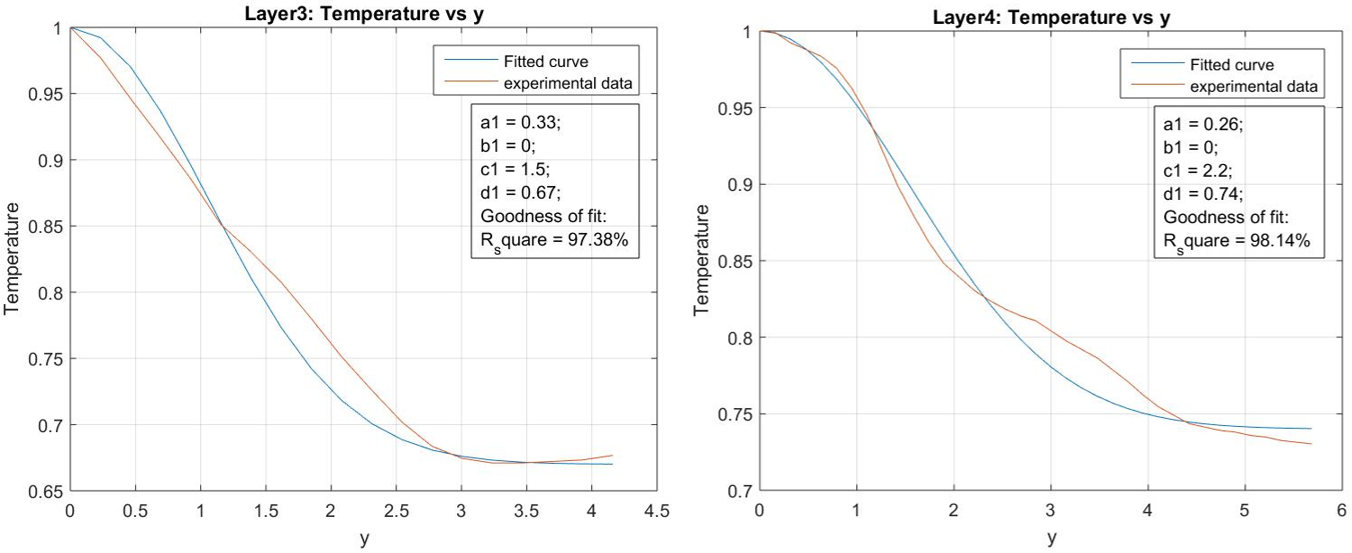 Layer3: Temperature vs y
1
0.95
0.9
0.85
0.8
0.75
0.7
0.65
Temperature
0
0.5
1
1.5
2
2.5
3
3.5
4
4.5
y
Fitted curve
experimental data
a1 = 0.33;
b1 = 0;
c1 = 1.5;
d1 = 0.67;
Goodness of fit:
R_square = 97.38%
Layer4: Temperature vs y
1
0.95
0.9
0.85
0.8
0.75
0.7
Temperature
0
1
2
3
4
5
6
y
Fitted curve
experimental data
a1 = 0.26;
b1 = 0;
c1 = 2.2;
d1 = 0.74;
Goodness of fit:
R_square = 98.14%